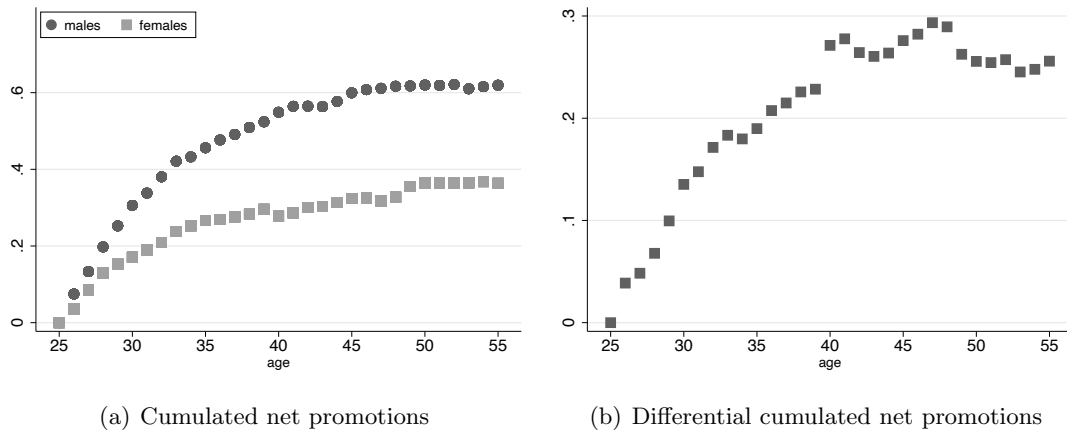 males females
0 .2 .4 .6
25 30 35 40 45 50 55
age
(a) Cumulated net promotions
0 .1 .2 .3
25 30 35 40 45 50 55
age
(b) Differential cumulated net promotions